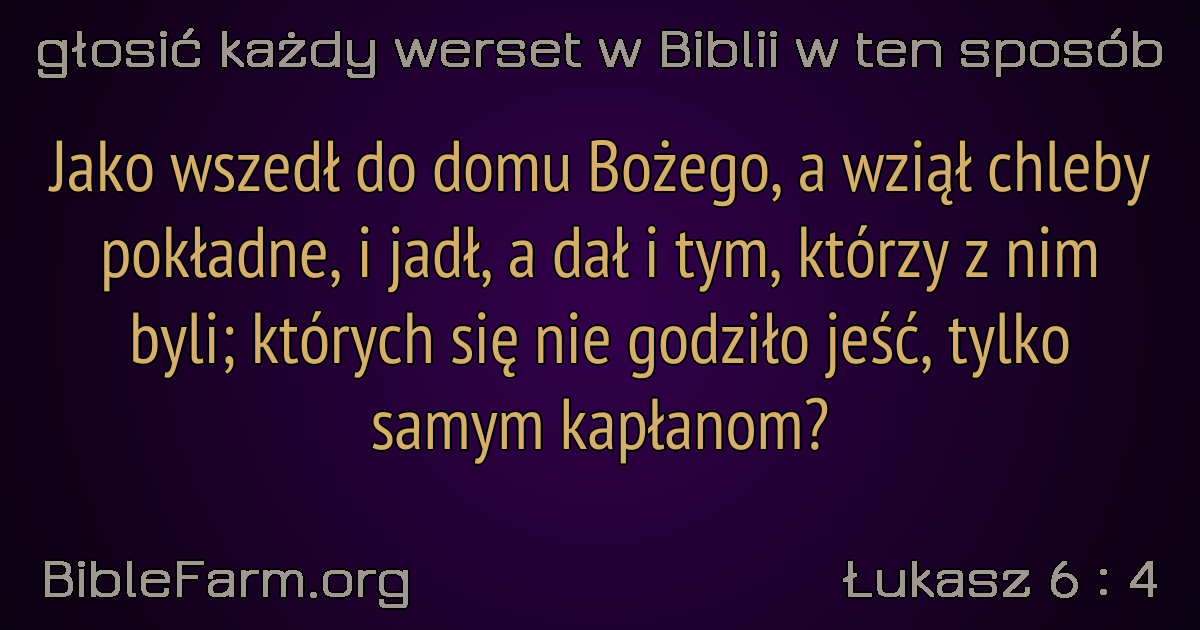 głosić każdy werset w Biblii w ten sposób
Jako wszedł do domu Bożego, a wziął chleby
pokładne, i jadł, a dał i tym, którzy z nim
byli; których się nie godziło jeść, tylko
samym kapłanom?
BibleFarm.org
Łukasz 6 : 4